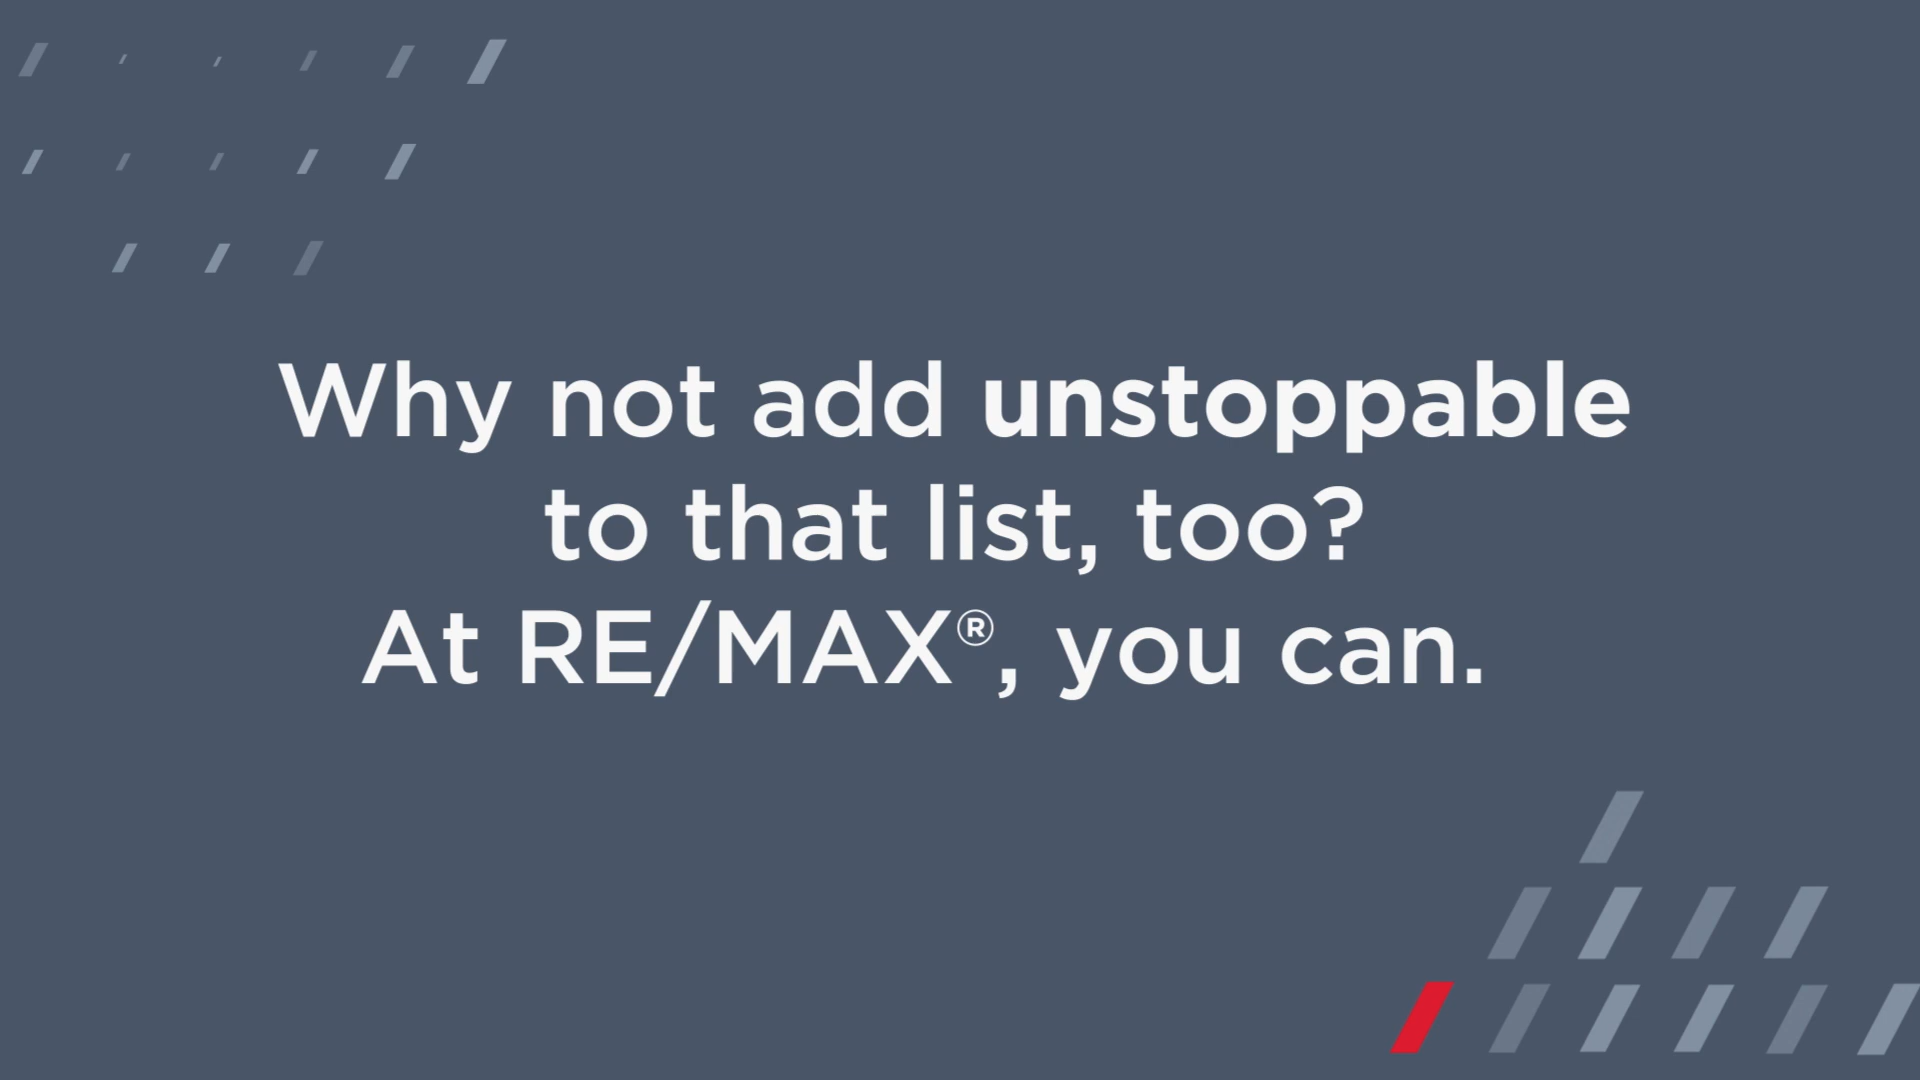 Why not add unstoppable
to that list, too?
At RE/MAX®, you can.